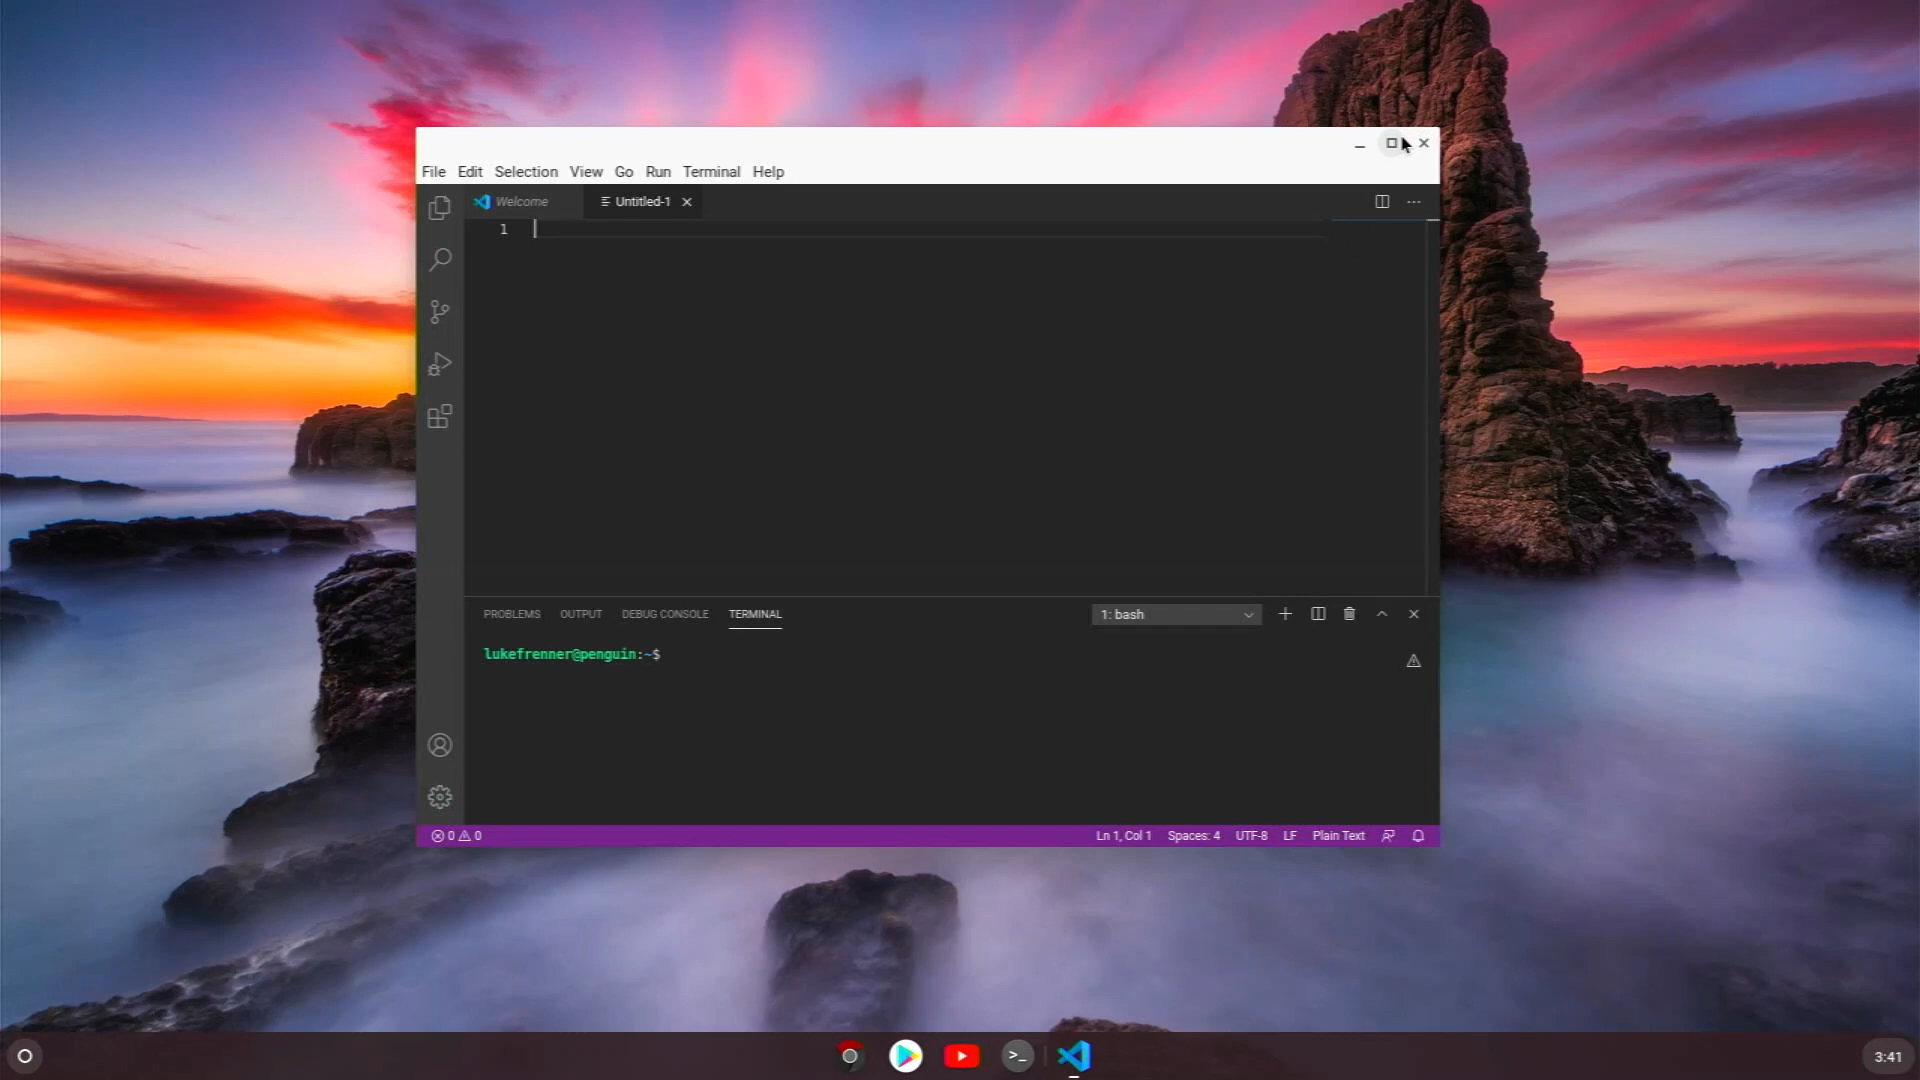 File Edit Selection View Go Run Terminal Help
Welcome Untitled-1
1
PROBLEMS OUTPUT DEBUG CONSOLE TERMINAL 1: bash
lukefrenner@penguin:~$
0 0 Ln 1, Col 1 Spaces: 4 UTF-8 LF Plain Text
>_ 3:41